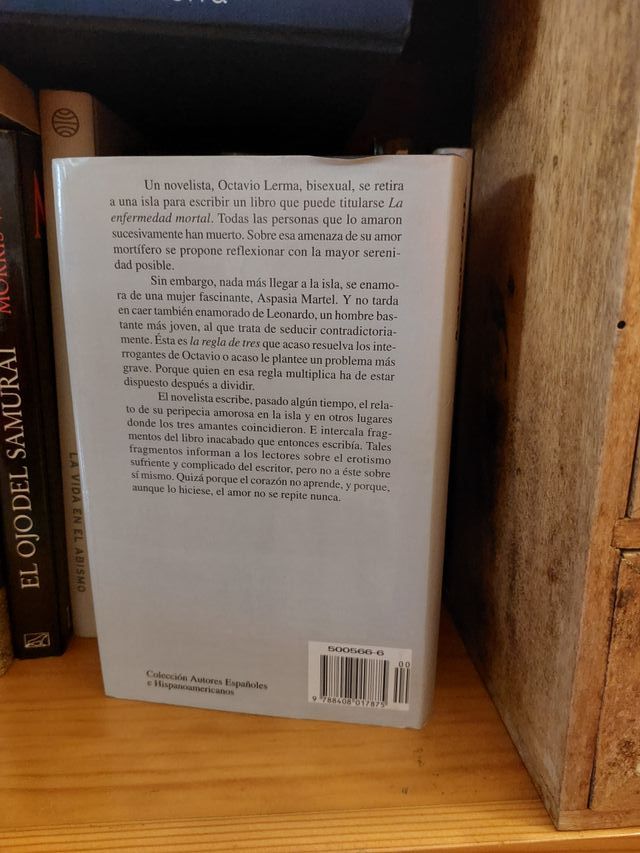 Un novelista, Octavio Lerma, bisexual, se retira
a una isla para escribir un libro que puede titularse La
enfermedad mortal. Todas las personas que lo amaron
sucesivamente han muerto. Sobre esa amenaza de su amor
mortífero se propone reflexionar con la mayor sereni-
dad posible.
Sin embargo, nada más llegar a la isla, se enamo-
ra de una mujer fascinante, Aspasia Martel. Y no tarda
en caer también enamorado de Leonardo, un hombre bas-
tante más joven, al que trata de seducir contradictoria-
mente. Ésta es la regla de tres que acaso resuelva los inte-
rrogantes de Octavio o acaso le plantee un problema más
grave. Porque quien en esa regla multiplica ha de estar
dispuesto después a dividir.
El novelista escribe, pasado algún tiempo, el rela-
to de su peripecia amorosa en la isla y en otros lugares
donde los tres amantes coincidieron. E intercala frag-
mentos del libro inacabado que entonces escribía. Tales
fragmentos informan a los lectores sobre el erotismo
sufriente y complicado del escritor, pero no a éste sobre
sí mismo. Quizá porque el corazón no aprende, y porque,
aunque lo hiciese, el amor no se repite nunca.
Colección Autores Españoles
e Hispanoamericanos
500566-6
00
9 788408 017875
EL OJO DEL SAMURAI
MORRIS
LA VIDA EN EL ABISMO